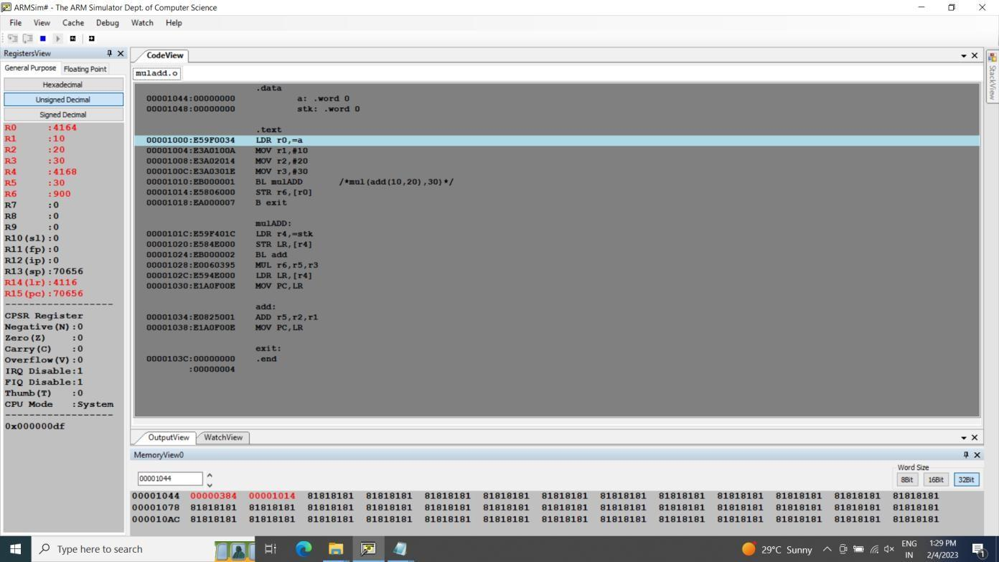 ARMSim# - The ARM Simulator Dept. of Computer Science
File View Cache Debug Watch Help
RegistersView
General Purpose Floating Point
Hexadecimal
Unsigned Decimal
Signed Decimal
R0 :4164
R1 :10
R2 :20
R3 :30
R4 :4168
R5 :30
R6 :900
R7 :0
R8 :0
R9 :0
R10(sl):0
R11(fp):0
R12(ip):0
R13(sp):70656
R14(lr):4116
R15(pc):70656
-------------------
CPSR Register
Negative(N):0
Zero(Z) :0
Carry(C) :0
Overflow(V):0
IRQ Disable:1
FIQ Disable:1
Thumb(T) :0
CPU Mode :System
-------------------
0x000000df
CodeView
muladd.o
.data
00001044:00000000 a: .word 0
00001048:00000000 stk: .word 0
.text
00001000:E59F0034 LDR r0,=a
00001004:E3A0100A MOV r1,#10
00001008:E3A02014 MOV r2,#20
0000100C:E3A0301E MOV r3,#30
00001010:EB000001 BL mulADD /*mul(add(10,20),30)*/
00001014:E5806000 STR r6,[r0]
00001018:EA000007 B exit
mulADD:
0000101C:E59F401C LDR r4,=stk
00001020:E584E000 STR LR,[r4]
00001024:EB000002 BL add
00001028:E0060395 MUL r6,r5,r3
0000102C:E594E000 LDR LR,[r4]
00001030:E1A0F00E MOV PC,LR
add:
00001034:E0825001 ADD r5,r2,r1
00001038:E1A0F00E MOV PC,LR
exit:
0000103C:00000000 .end
:00000004
StackView
OutputView WatchView
MemoryView0
00001044
Word Size
8Bit 16Bit 32Bit
00001044 00000384 00001014 81818181 81818181 81818181 81818181 81818181 81818181 81818181 81818181 81818181 81818181 81818181
00001078 81818181 81818181 81818181 81818181 81818181 81818181 81818181 81818181 81818181 81818181 81818181 81818181 81818181
000010AC 81818181 81818181 81818181 81818181 81818181 81818181 81818181 81818181 81818181 81818181 81818181 81818181 81818181
Type here to search
29°C Sunny
ENG
IN
1:29 PM
2/4/2023
1